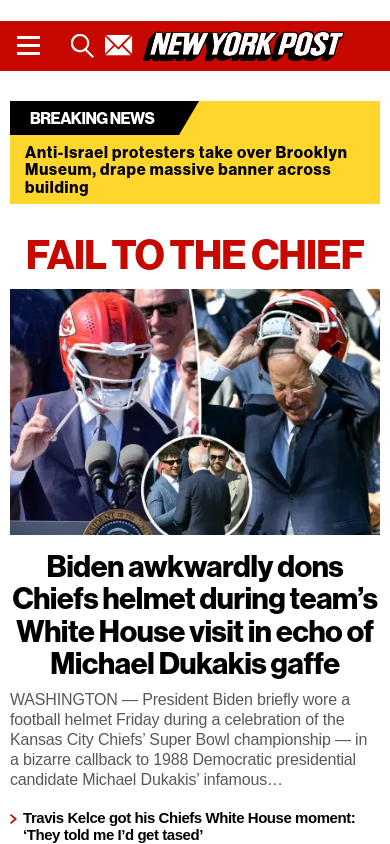 NEW YORK POST
BREAKING NEWS
Anti-Israel protesters take over Brooklyn
Museum, drape massive banner across
building
FAIL TO THE CHIEF
Biden awkwardly dons
Chiefs helmet during team’s
White House visit in echo of
Michael Dukakis gaffe
WASHINGTON — President Biden briefly wore a
football helmet Friday during a celebration of the
Kansas City Chiefs’ Super Bowl championship — in
a bizarre callback to 1988 Democratic presidential
candidate Michael Dukakis’ infamous…
Travis Kelce got his Chiefs White House moment:
‘They told me I’d get tased’